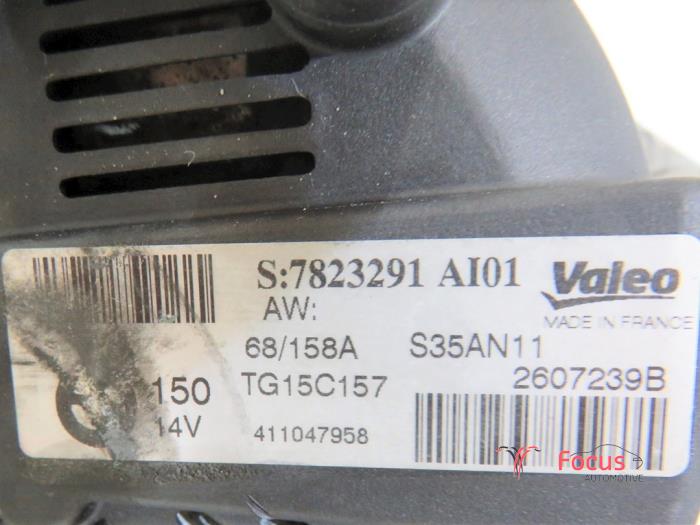 S:7823291 AI01
Valeo
AW:
MADE IN FRANCE
68/158A S35AN11
150 TG15C157 2607239B
14V 411047958
Focus
AUTOMOTIVE